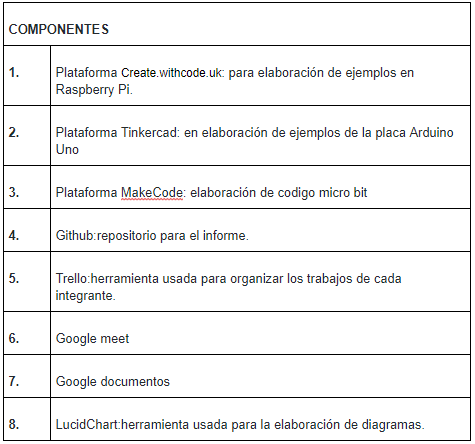 COMPONENTES
1. Plataforma Create.withcode.uk: para elaboración de ejemplos en
Raspberry Pi.
2. Plataforma Tinkercad: en elaboración de ejemplos de la placa Arduino
Uno
3. Plataforma MakeCode: elaboración de codigo micro bit
4. Github:repositorio para el informe.
5. Trello:herramienta usada para organizar los trabajos de cada
integrante.
6. Google meet
7. Google documentos
8. LucidChart:herramienta usada para la elaboración de diagramas.